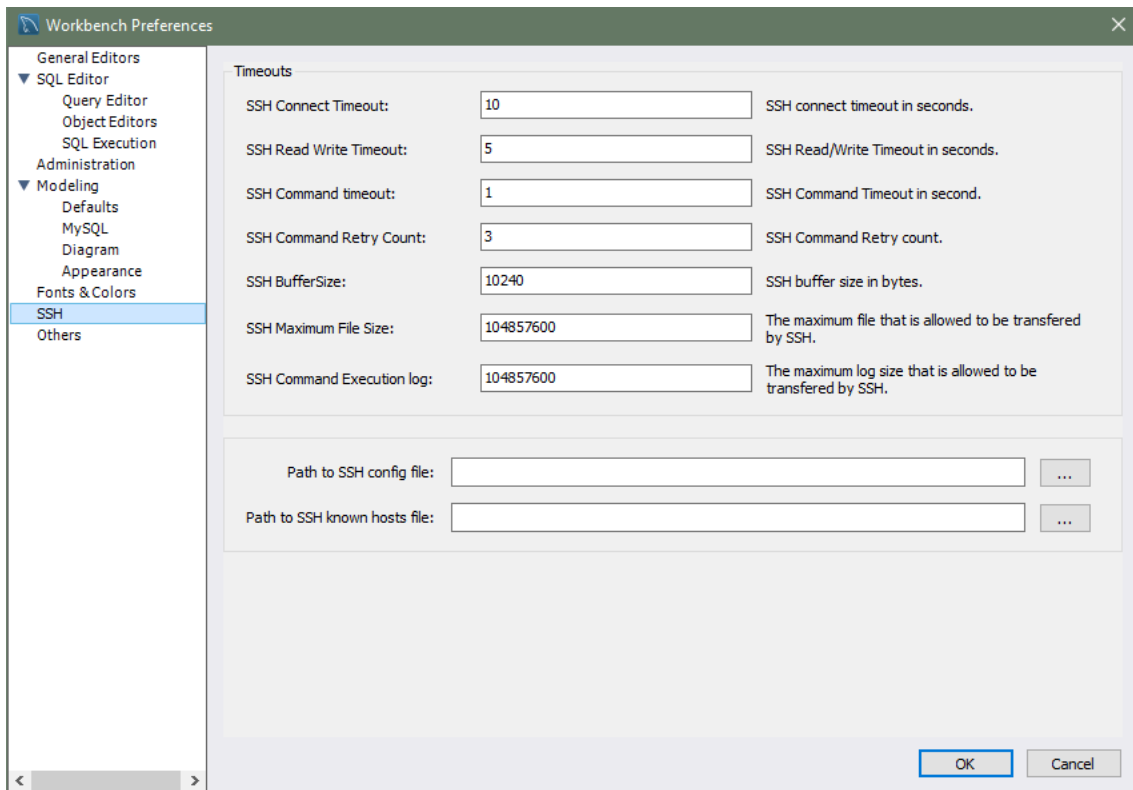 Workbench Preferences
General Editors
SQL Editor
Query Editor
Object Editors
SQL Execution
Administration
Modeling
Defaults
MySQL
Diagram
Appearance
Fonts & Colors
SSH
Others
Timeouts
SSH Connect Timeout: 10 SSH connect timeout in seconds.
SSH Read Write Timeout: 5 SSH Read/Write Timeout in seconds.
SSH Command timeout: 1 SSH Command Timeout in second.
SSH Command Retry Count: 3 SSH Command Retry count.
SSH BufferSize: 10240 SSH buffer size in bytes.
SSH Maximum File Size: 104857600 The maximum file that is allowed to be transfered
by SSH.
SSH Command Execution log: 104857600 The maximum log size that is allowed to be
transfered by SSH.
Path to SSH config file: ...
Path to SSH known hosts file: ...
OK Cancel